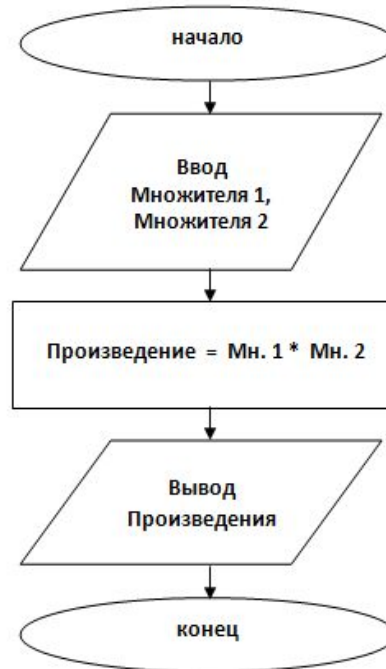 начало
Ввод
Множителя 1,
Множителя 2
Произведение = Мн. 1 * Мн. 2
Вывод
Произведения
конец